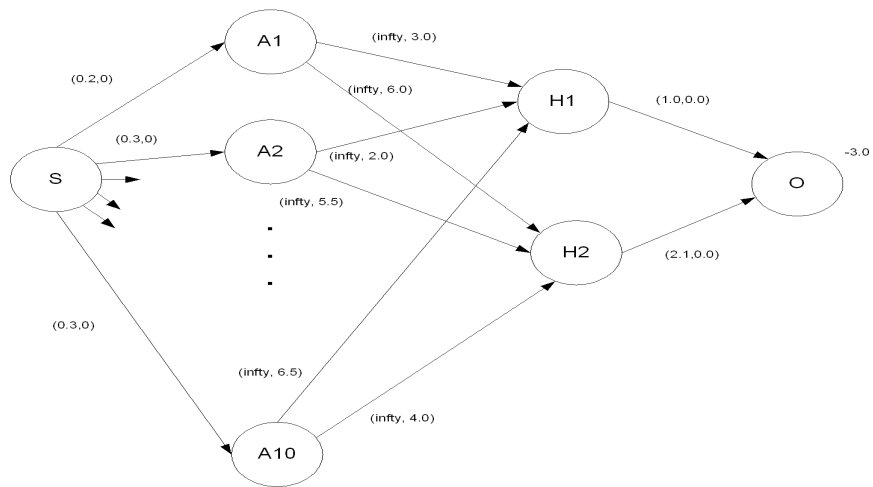 A1
(infty, 3.0)
(0.2,0)
(infty, 6.0)
H1
(1.0,0.0)
(0.3,0)
A2
(infty, 2.0)
-3.0
S
O
(infty, 5.5)
H2
(2.1,0.0)
(0.3,0)
(infty, 6.5)
(infty, 4.0)
A10